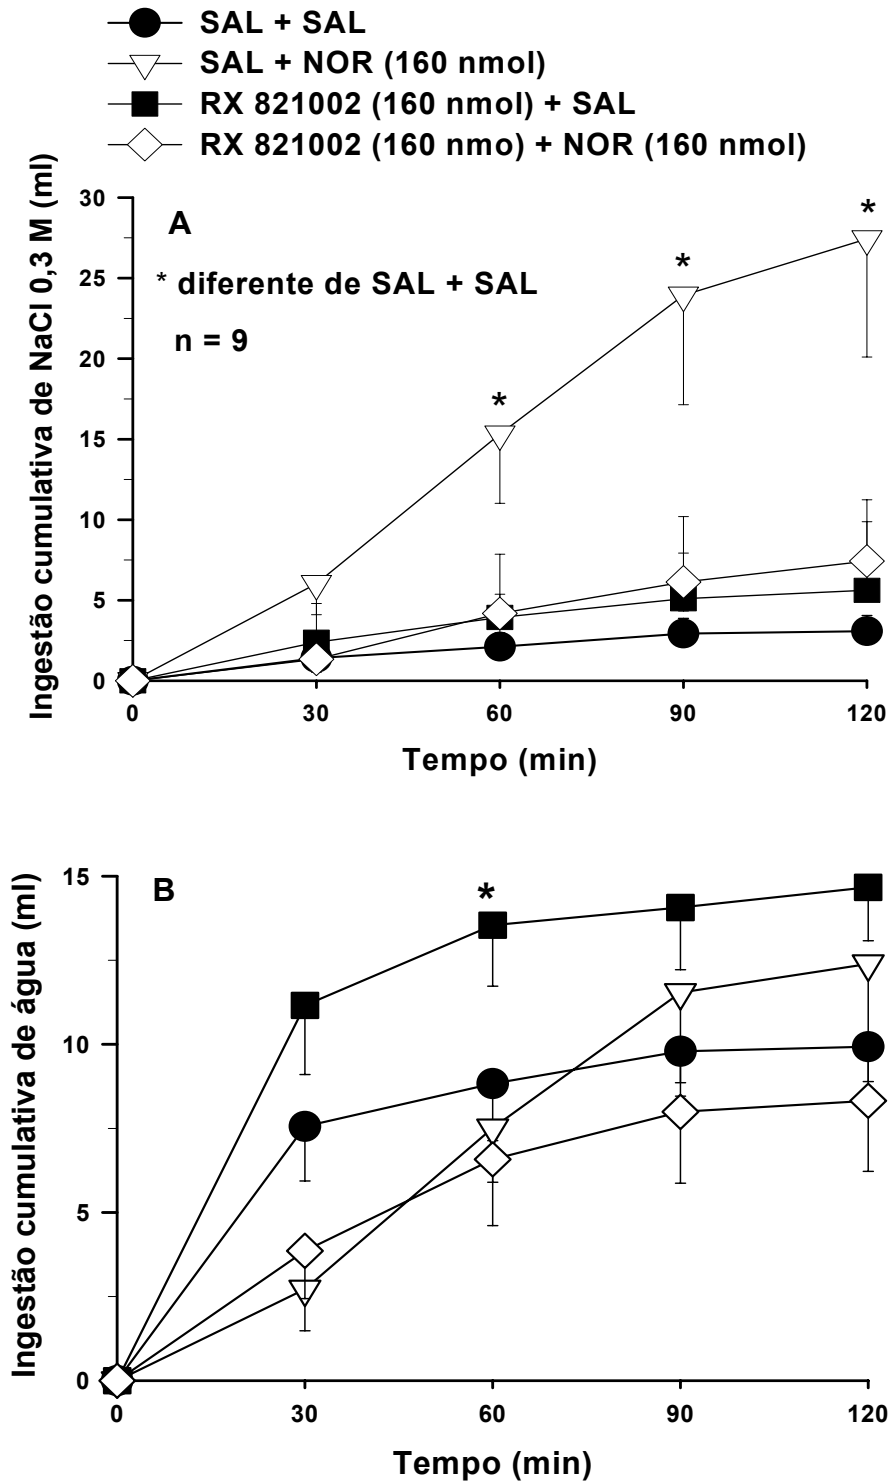 SAL + SAL
SAL + NOR (160 nmol)
RX 821002 (160 nmol) + SAL
RX 821002 (160 nmo) + NOR (160 nmol)
Ingestão cumulativa de NaCl 0,3 M (ml)
30
25
20
15
10
5
0
A
* diferente de SAL + SAL
n = 9
*
*
*
0 30 60 90 120
Tempo (min)
Ingestão cumulativa de água (ml)
15
10
5
0
B
*
0 30 60 90 120
Tempo (min)